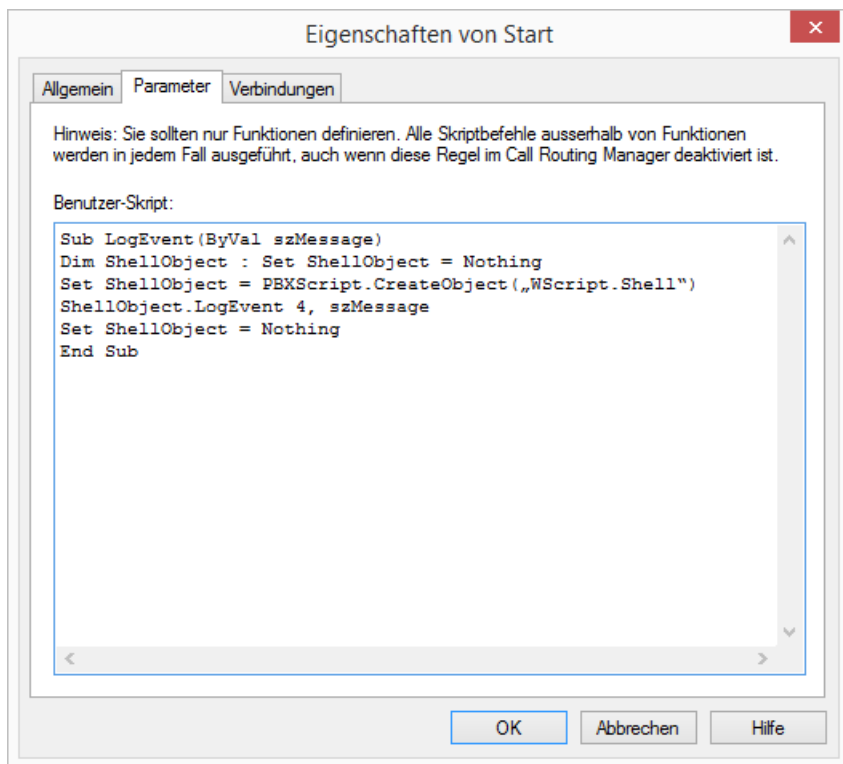 Eigenschaften von Start
Allgemein Parameter Verbindungen
Hinweis: Sie sollten nur Funktionen definieren. Alle Skriptbefehle ausserhalb von Funktionen
werden in jedem Fall ausgeführt, auch wenn diese Regel im Call Routing Manager deaktiviert ist.
Benutzer-Skript:
Sub LogEvent(ByVal szMessage)
Dim ShellObject : Set ShellObject = Nothing
Set ShellObject = PBXScript.CreateObject(„WScript.Shell“)
ShellObject.LogEvent 4, szMessage
Set ShellObject = Nothing
End Sub
OK Abbrechen Hilfe